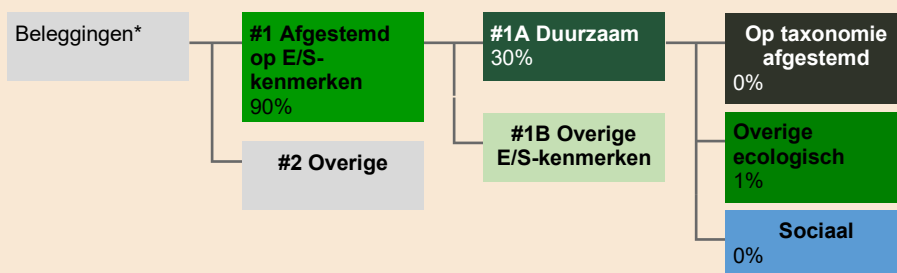 Beleggingen*
#1 Afgestemd
op E/S-
kenmerken
90%
#2 Overige
#1A Duurzaam
30%
#1B Overige
E/S-kenmerken
Op taxonomie
afgestemd
0%
Overige
ecologisch
1%
Sociaal
0%